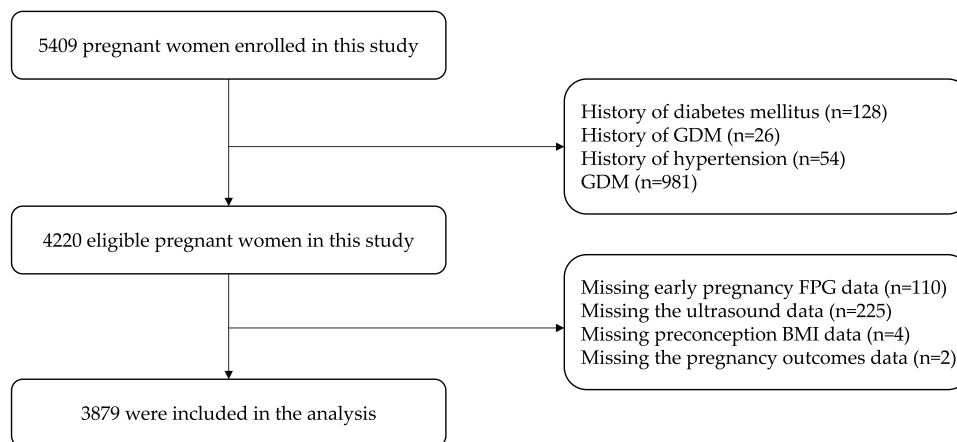 5409 pregnant women enrolled in this study
History of diabetes mellitus (n=128)
History of GDM (n=26)
History of hypertension (n=54)
GDM (n=981)
4220 eligible pregnant women in this study
Missing early pregnancy FPG data (n=110)
Missing the ultrasound data (n=225)
Missing preconception BMI data (n=4)
Missing the pregnancy outcomes data (n=2)
3879 were included in the analysis